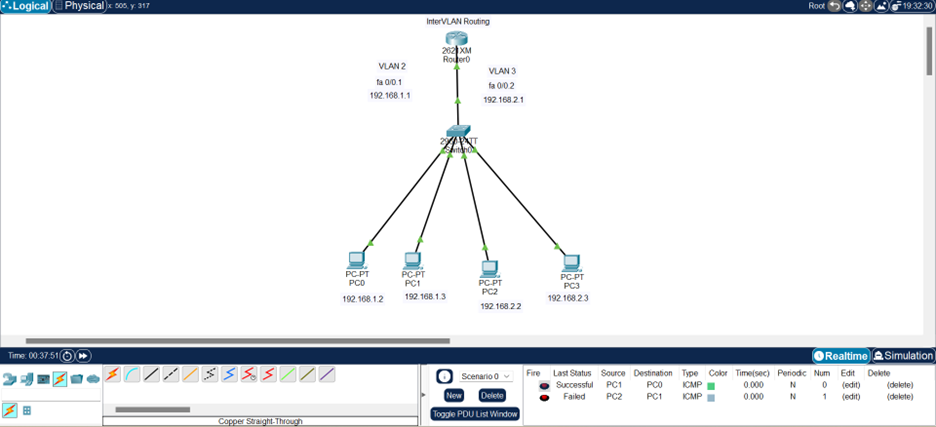 Logical Physical x: 505, y: 317 Root 19:32:30
InterVLAN Routing
2621XM
Router0
VLAN 2
fa 0/0.1
192.168.1.1
VLAN 3
fa 0/0.2
192.168.2.1
Switch0
PC-PT
PC0
192.168.1.2
PC-PT
PC1
192.168.1.3
PC-PT
PC2
192.168.2.2
PC-PT
PC3
192.168.2.3
Time: 00:37:51 Realtime Simulation
Scenario 0
New Delete
Toggle PDU List Window
Copper Straight-Through
Fire Last Status Source Destination Type Color Time(sec) Periodic Num Edit Delete
Successful PC1 PC0 ICMP 0.000 N 0 (edit) (delete)
Failed PC2 PC1 ICMP 0.000 N 1 (edit) (delete)